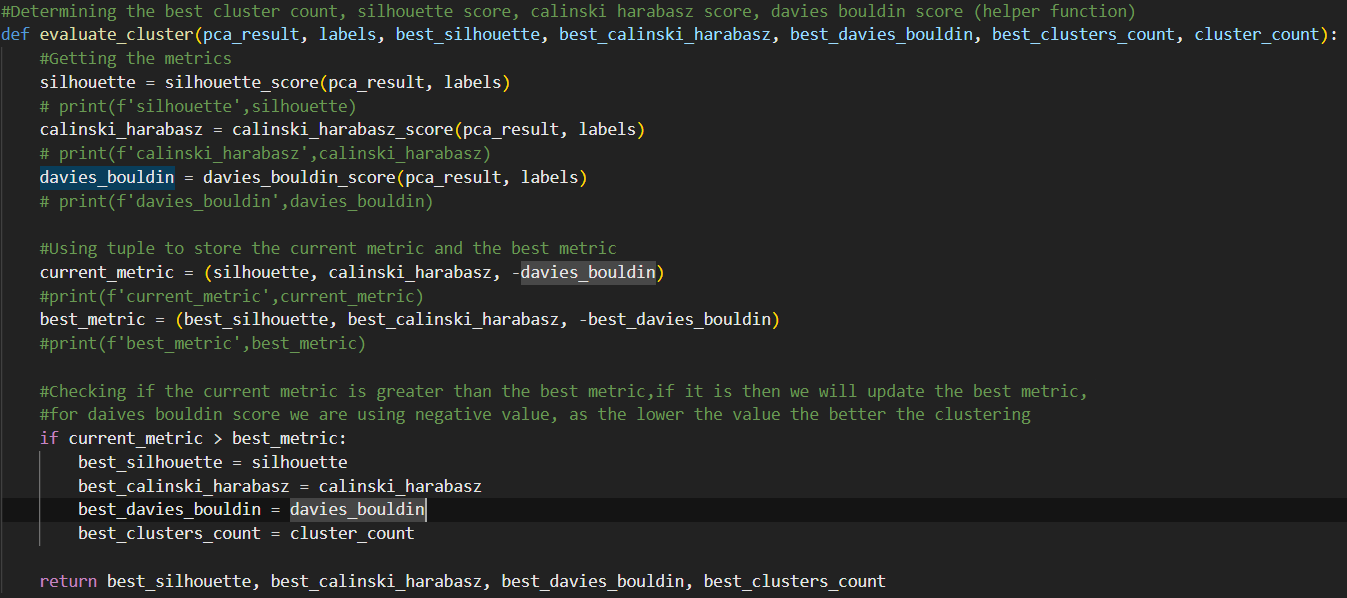 #Determining the best cluster count, silhouette score, calinski harabasz score, davies bouldin score (helper function)
def evaluate_cluster(pca_result, labels, best_silhouette, best_calinski_harabasz, best_davies_bouldin, best_clusters_count, cluster_count):
    #Getting the metrics
    silhouette = silhouette_score(pca_result, labels)
    # print(f'silhouette',silhouette)
    calinski_harabasz = calinski_harabasz_score(pca_result, labels)
    # print(f'calinski_harabasz',calinski_harabasz)
    davies_bouldin = davies_bouldin_score(pca_result, labels)
    # print(f'davies_bouldin',davies_bouldin)

    #Using tuple to store the current metric and the best metric
    current_metric = (silhouette, calinski_harabasz, -davies_bouldin)
    #print(f'current_metric',current_metric)
    best_metric = (best_silhouette, best_calinski_harabasz, -best_davies_bouldin)
    #print(f'best_metric',best_metric)

    #Checking if the current metric is greater than the best metric,if it is then we will update the best metric,
    #for daives bouldin score we are using negative value, as the lower the value the better the clustering
    if current_metric > best_metric:
        best_silhouette = silhouette
        best_calinski_harabasz = calinski_harabasz
        best_davies_bouldin = davies_bouldin
        best_clusters_count = cluster_count

    return best_silhouette, best_calinski_harabasz, best_davies_bouldin, best_clusters_count